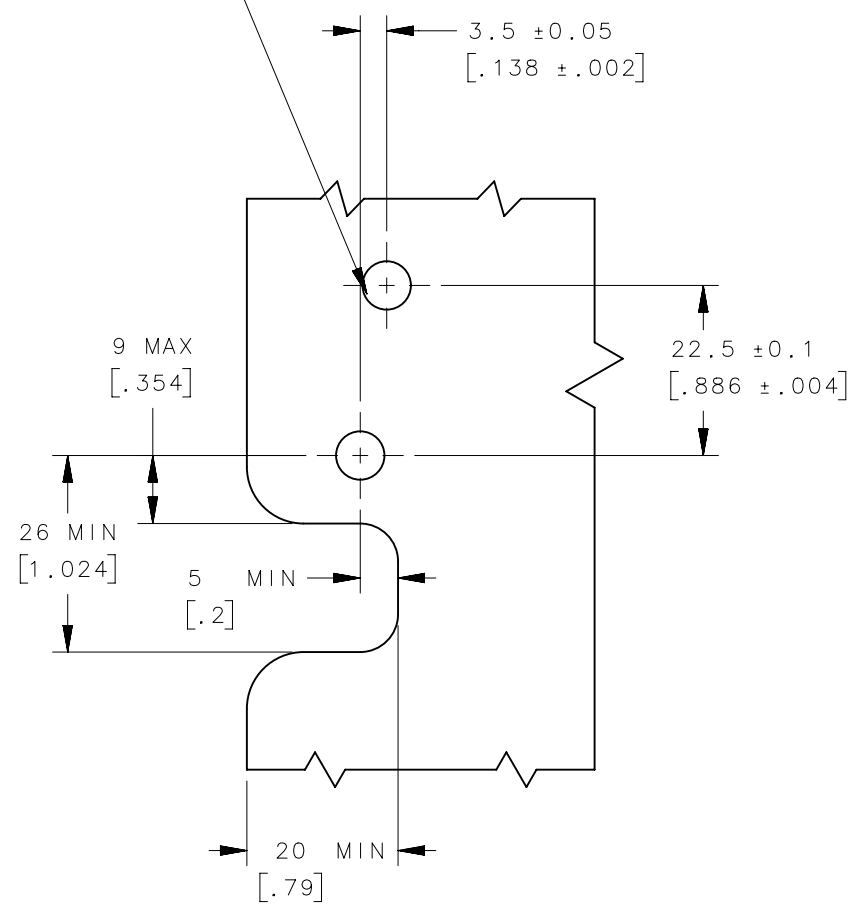 3.5 ±0.05
[.138 ±.002]
9 MAX
[.354]
22.5 ±0.1
[.886 ±.004]
26 MIN
[1.024]
5 MIN
[.2]
20 MIN
[.79]